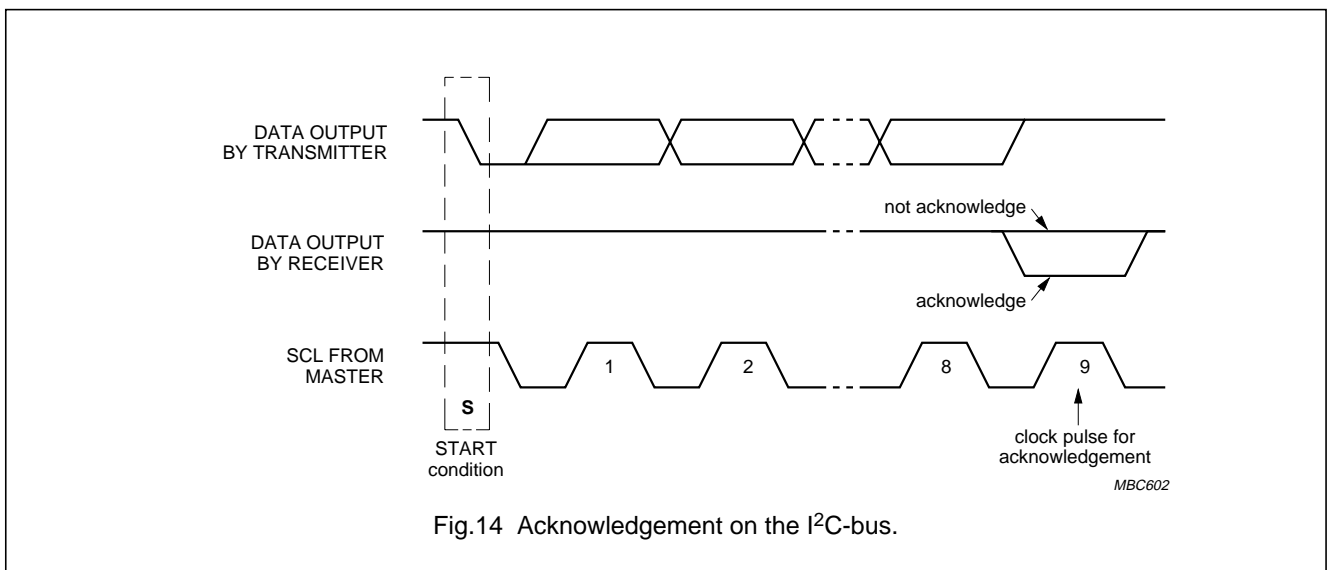 DATA OUTPUT
BY TRANSMITTER
not acknowledge
DATA OUTPUT
BY RECEIVER
acknowledge
SCL FROM
MASTER
1
2
8
9
S
START
condition
clock pulse for
acknowledgement
MBC602
Fig.14 Acknowledgement on the I²C-bus.